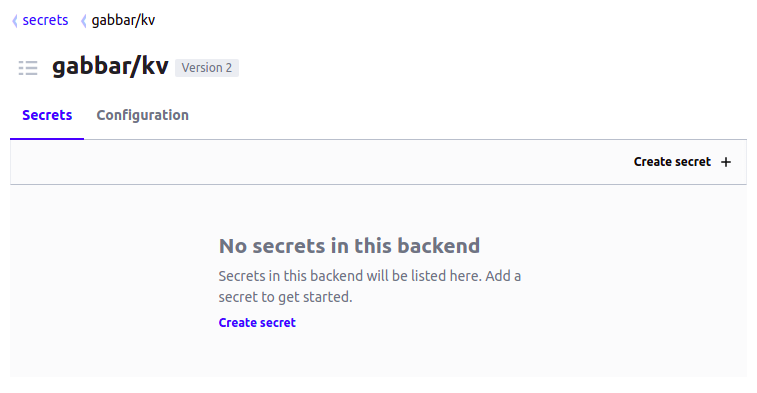 secrets gabbar/kv
gabbar/kv Version 2
Secrets Configuration
Create secret +
No secrets in this backend
Secrets in this backend will be listed here. Add a
secret to get started.
Create secret